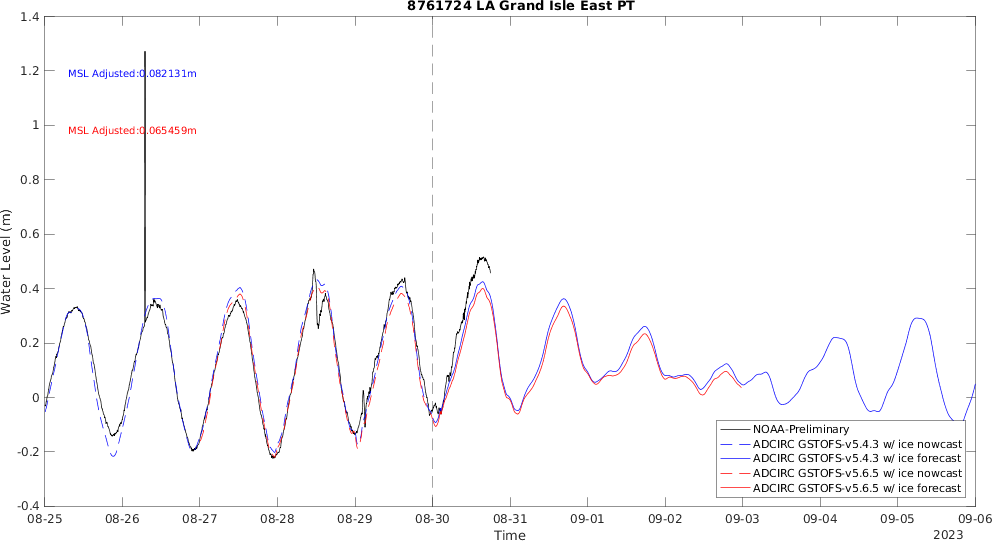 8761724 LA Grand Isle East PT
1.4
1.2
1
0.8
0.6
0.4
0.2
0
-0.2
-0.4
Water Level (m)
MSL Adjusted:0.082131m
MSL Adjusted:0.065459m
NOAA-Preliminary
ADCIRC GSTOFS-v5.4.3 w/ ice nowcast
ADCIRC GSTOFS-v5.4.3 w/ ice forecast
ADCIRC GSTOFS-v5.6.5 w/ ice nowcast
ADCIRC GSTOFS-v5.6.5 w/ ice forecast
08-25 08-26 08-27 08-28 08-29 08-30 08-31 09-01 09-02 09-03 09-04 09-05 09-06
Time
2023